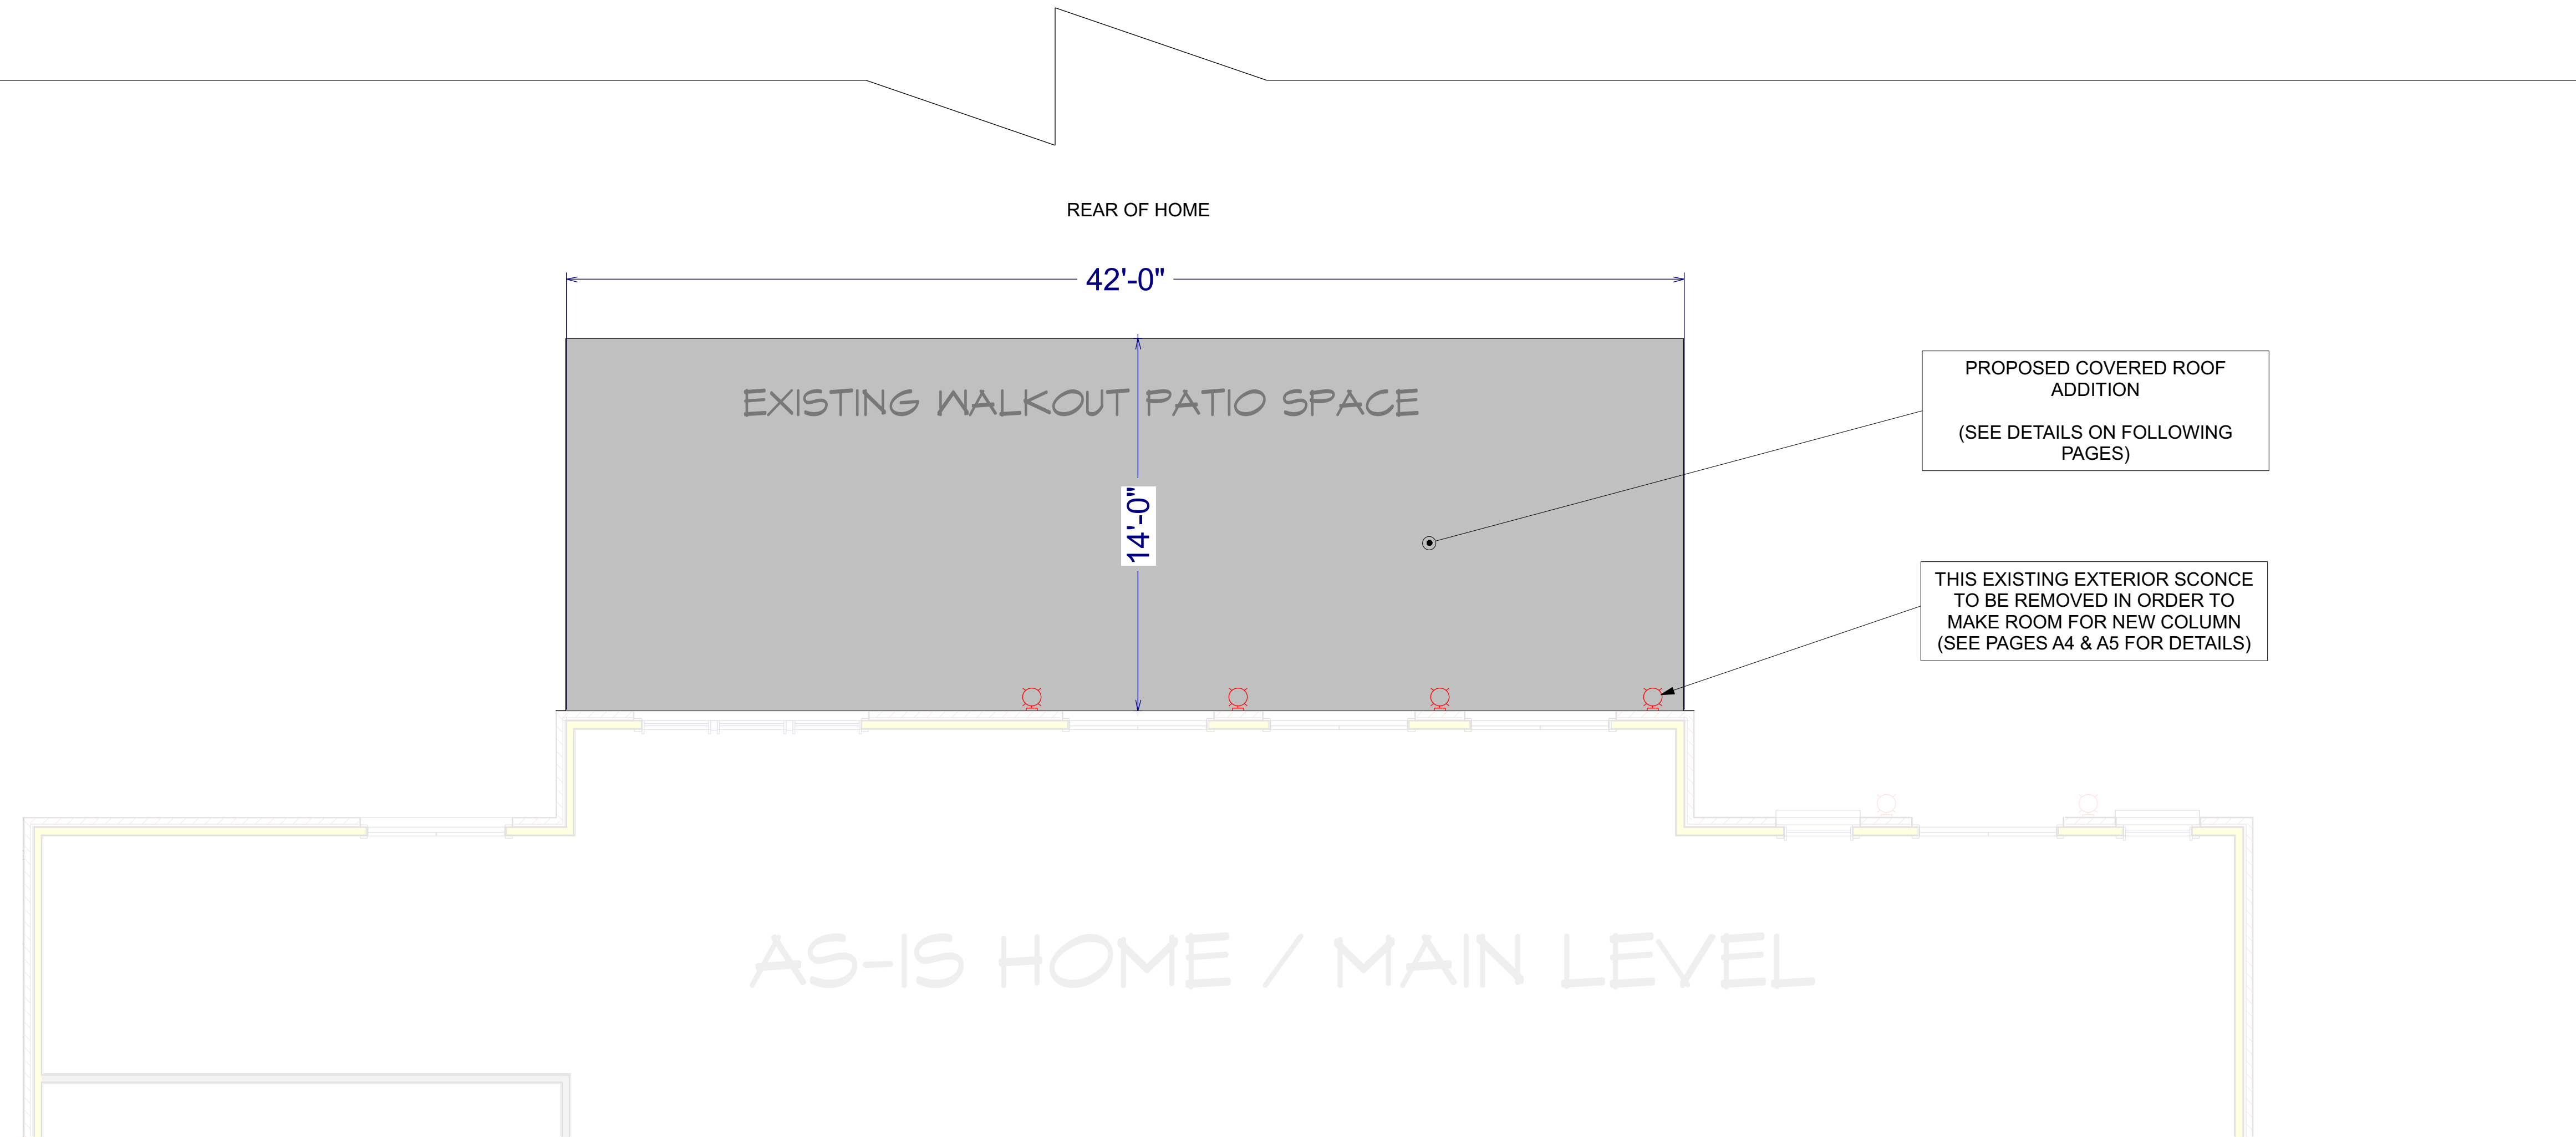 REAR OF HOME
42'-0"
EXISTING WALKOUT PATIO SPACE
14'-0"
PROPOSED COVERED ROOF
ADDITION
(SEE DETAILS ON FOLLOWING
PAGES)
THIS EXISTING EXTERIOR SCONCE
TO BE REMOVED IN ORDER TO
MAKE ROOM FOR NEW COLUMN
(SEE PAGES A4 & A5 FOR DETAILS)
AS-IS HOME / MAIN LEVEL